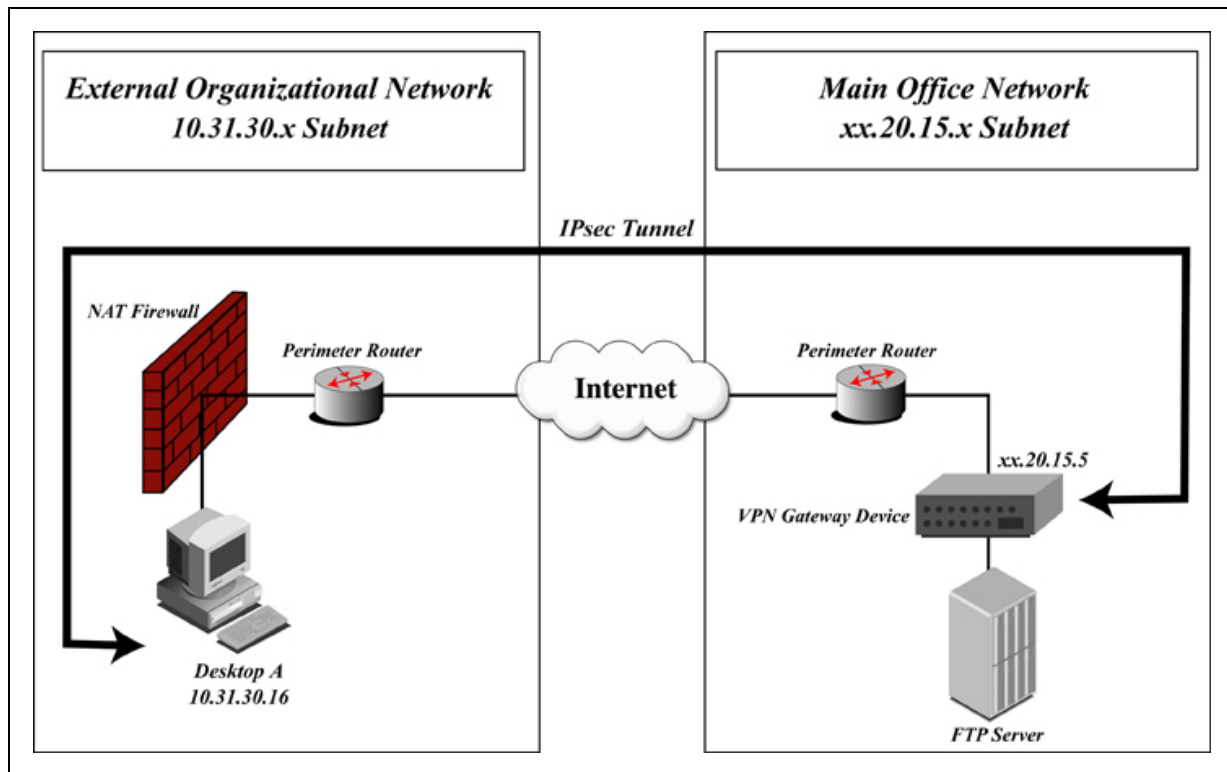 External Organizational Network
10.31.30.x Subnet
Main Office Network
xx.20.15.x Subnet
IPsec Tunnel
NAT Firewall
Perimeter Router
Internet
Perimeter Router
xx.20.15.5
VPN Gateway Device
Desktop A
10.31.30.16
FTP Server